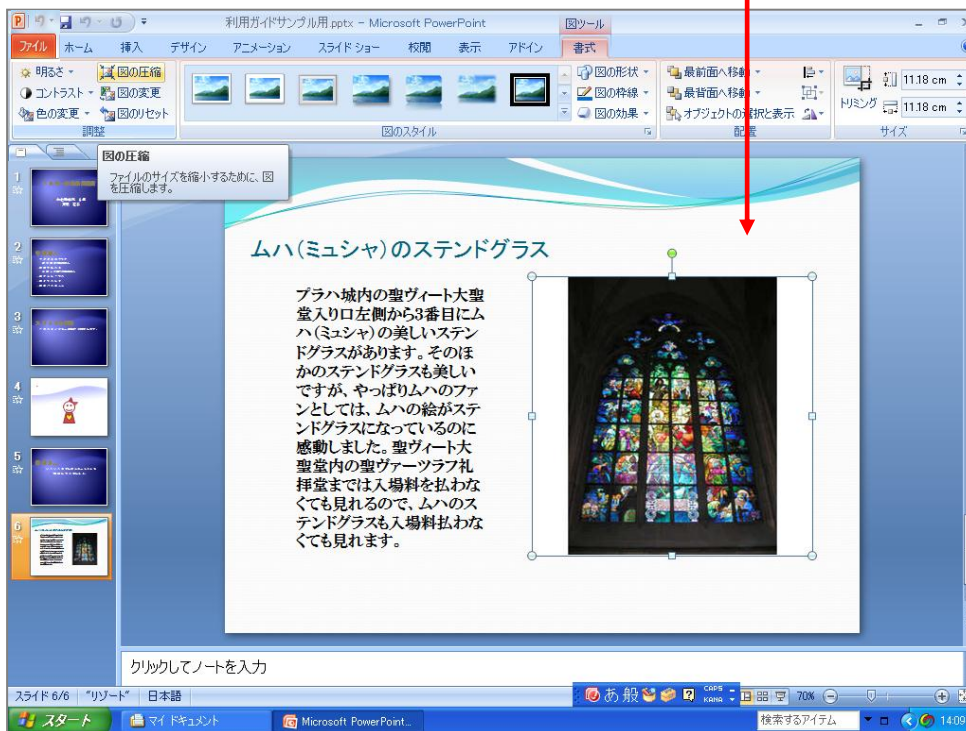 利用ガイドサンプル用.pptx - Microsoft PowerPoint
図ツール
ファイル ホーム 挿入 デザイン アニメーション スライド ショー 校閲 表示 アドイン 書式
明るさ 図の圧縮
コントラスト 図の変更
色の変更 図のリセット
調整
図のスタイル
図の形状
図の枠線
図の効果
最前面へ移動
最背面へ移動
オブジェクトの選択と表示
配置
トリミング
11.18 cm
11.18 cm
サイズ
図の圧縮
ファイルのサイズを縮小するために、図
を圧縮します。
1
2
3
4
5
6
ムハ(ミュシャ)のステンドグラス
プラハ城内の聖ヴィート大聖
堂入り口左側から3番目にム
ハ(ミュシャ)の美しいステン
ドグラスがあります。そのほ
かのステンドグラスも美しい
ですが、やっぱりムハのファ
ンとしては、ムハの絵がステ
ンドグラスになっているのに
感動しました。聖ヴィート大
聖堂内の聖ヴァーツラフ礼
拝堂までは入場料を払わな
くても見れるので、ムハのス
テンドグラスも入場料払わな
くても見れます。
クリックしてノートを入力
スライド 6/6 "リゾート" 日本語
あ 般 CAPS KANA 70%
スタート マイ ドキュメント Microsoft PowerPoint... 検索するアイテム 14:09